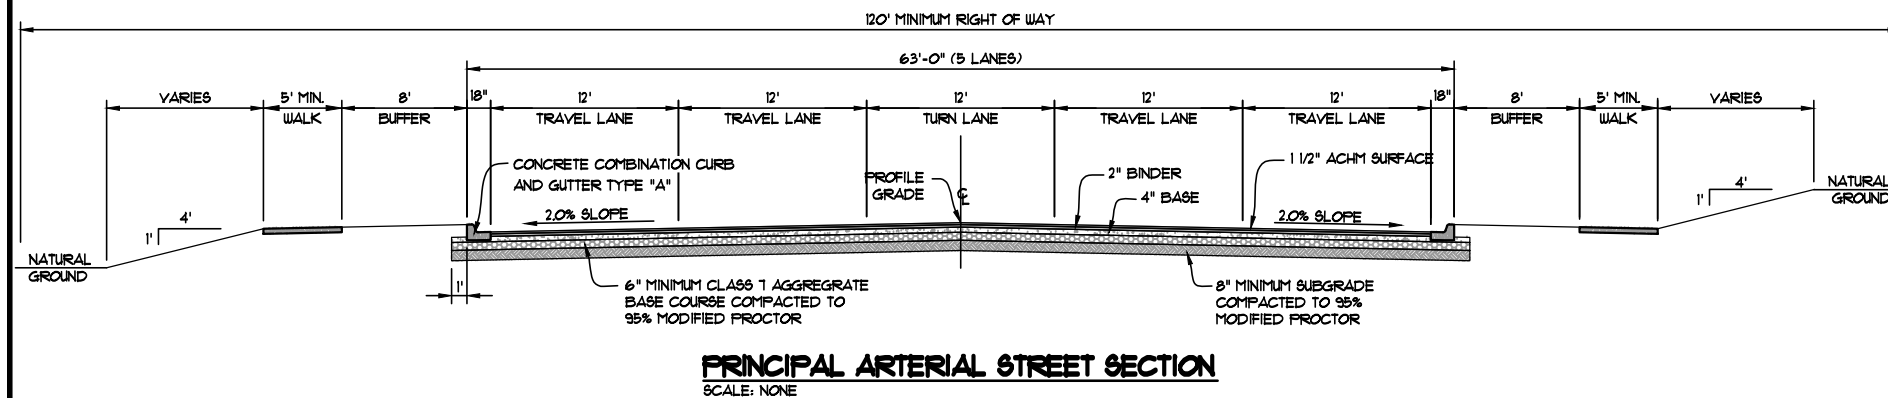 120' MINIMUM RIGHT OF WAY
63'-0" (5 LANES)
VARIES
5' MIN.
WALK
8'
BUFFER
18"
12'
TRAVEL LANE
12'
TRAVEL LANE
12'
TURN LANE
12'
TRAVEL LANE
12'
TRAVEL LANE
18"
8'
BUFFER
5' MIN.
WALK
VARIES
CONCRETE COMBINATION CURB
AND GUTTER TYPE "A"
PROFILE
GRADE
CL
2" BINDER
4" BASE
1 1/2" ACHM SURFACE
4'
1'
NATURAL
GROUND
4'
1'
NATURAL
GROUND
2.0% SLOPE
2.0% SLOPE
1'
6" MINIMUM CLASS 7 AGGREGRATE
BASE COURSE COMPACTED TO
95% MODIFIED PROCTOR
8" MINIMUM SUBGRADE
COMPACTED TO 95%
MODIFIED PROCTOR
PRINCIPAL ARTERIAL STREET SECTION
SCALE: NONE